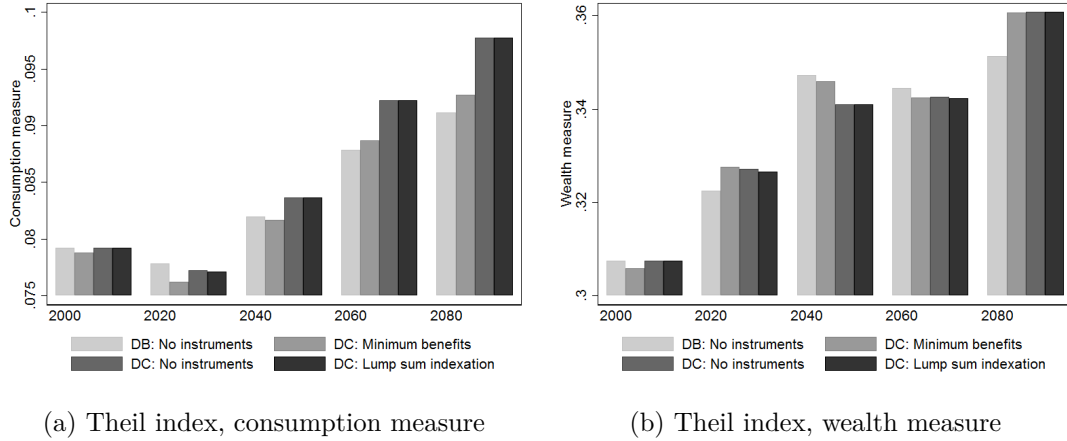 .1
.095
.09
.085
.08
.075
Consumption measure
2000 2020 2040 2060 2080
DB: No instruments DC: Minimum benefits
DC: No instruments DC: Lump sum indexation
(a) Theil index, consumption measure
.36
.34
.32
.3
Wealth measure
2000 2020 2040 2060 2080
DB: No instruments DC: Minimum benefits
DC: No instruments DC: Lump sum indexation
(b) Theil index, wealth measure